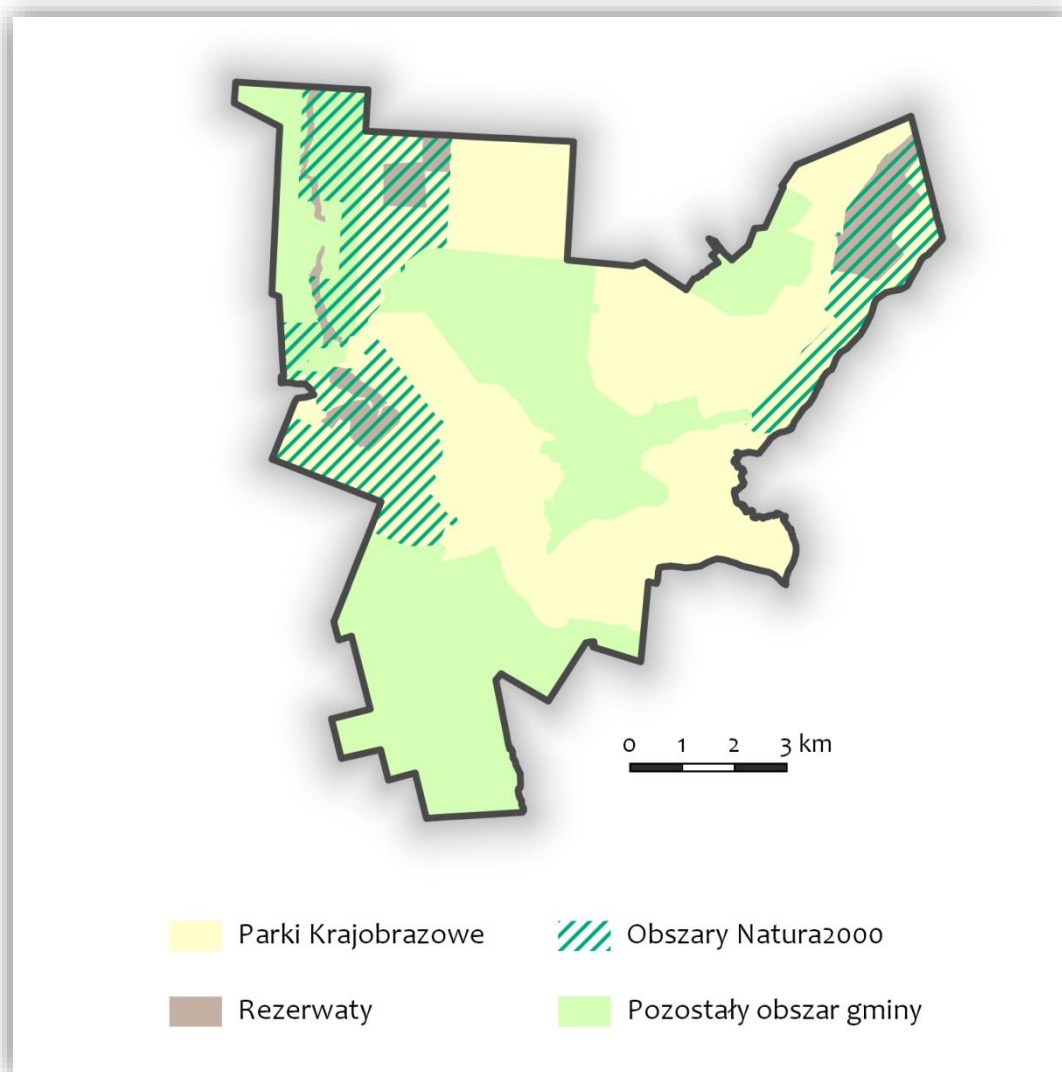 0 1 2 3 km
Parki Krajobrazowe
Obszary Natura2000
Rezerwaty
Pozostały obszar gminy